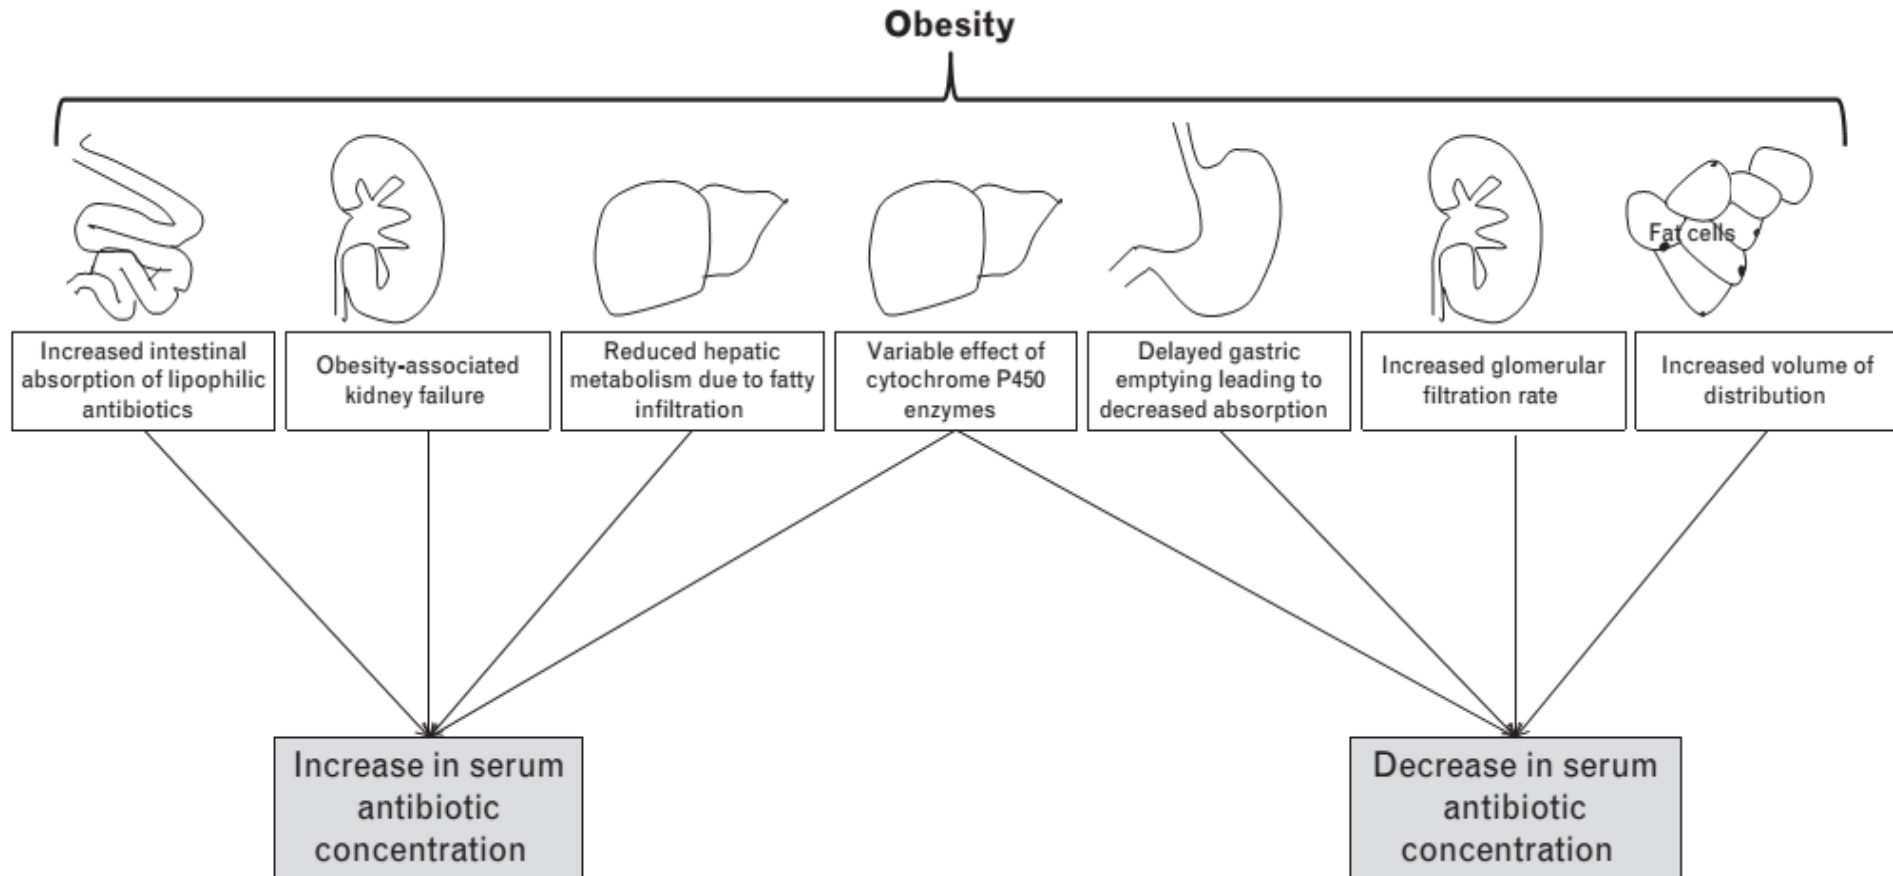 Obesity
Fat cells
Increased intestinal
absorption of lipophilic
antibiotics
Obesity-associated
kidney failure
Reduced hepatic
metabolism due to fatty
infiltration
Variable effect of
cytochrome P450
enzymes
Delayed gastric
emptying leading to
decreased absorption
Increased glomerular
filtration rate
Increased volume of
distribution
Increase in serum
antibiotic
concentration
Decrease in serum
antibiotic
concentration